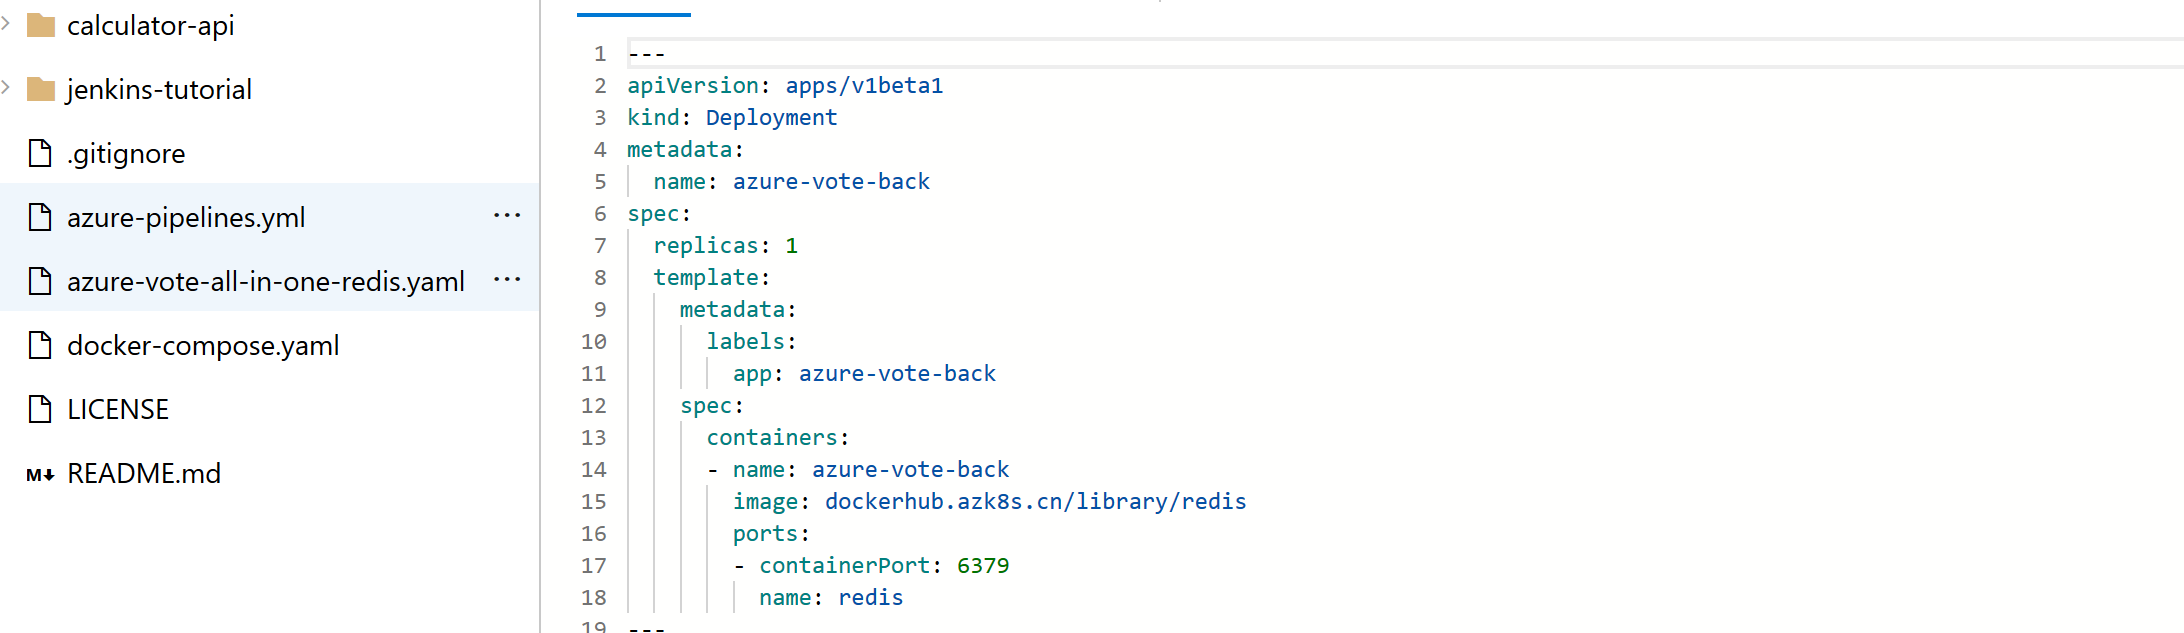 calculator-api
jenkins-tutorial
.gitignore
azure-pipelines.yml ···
azure-vote-all-in-one-redis.yaml ···
docker-compose.yaml
LICENSE
M↓ README.md
1 ---
2 apiVersion: apps/v1beta1
3 kind: Deployment
4 metadata:
5   name: azure-vote-back
6 spec:
7   replicas: 1
8   template:
9     metadata:
10       labels:
11         app: azure-vote-back
12     spec:
13       containers:
14       - name: azure-vote-back
15         image: dockerhub.azk8s.cn/library/redis
16         ports:
17         - containerPort: 6379
18           name: redis
19 ---